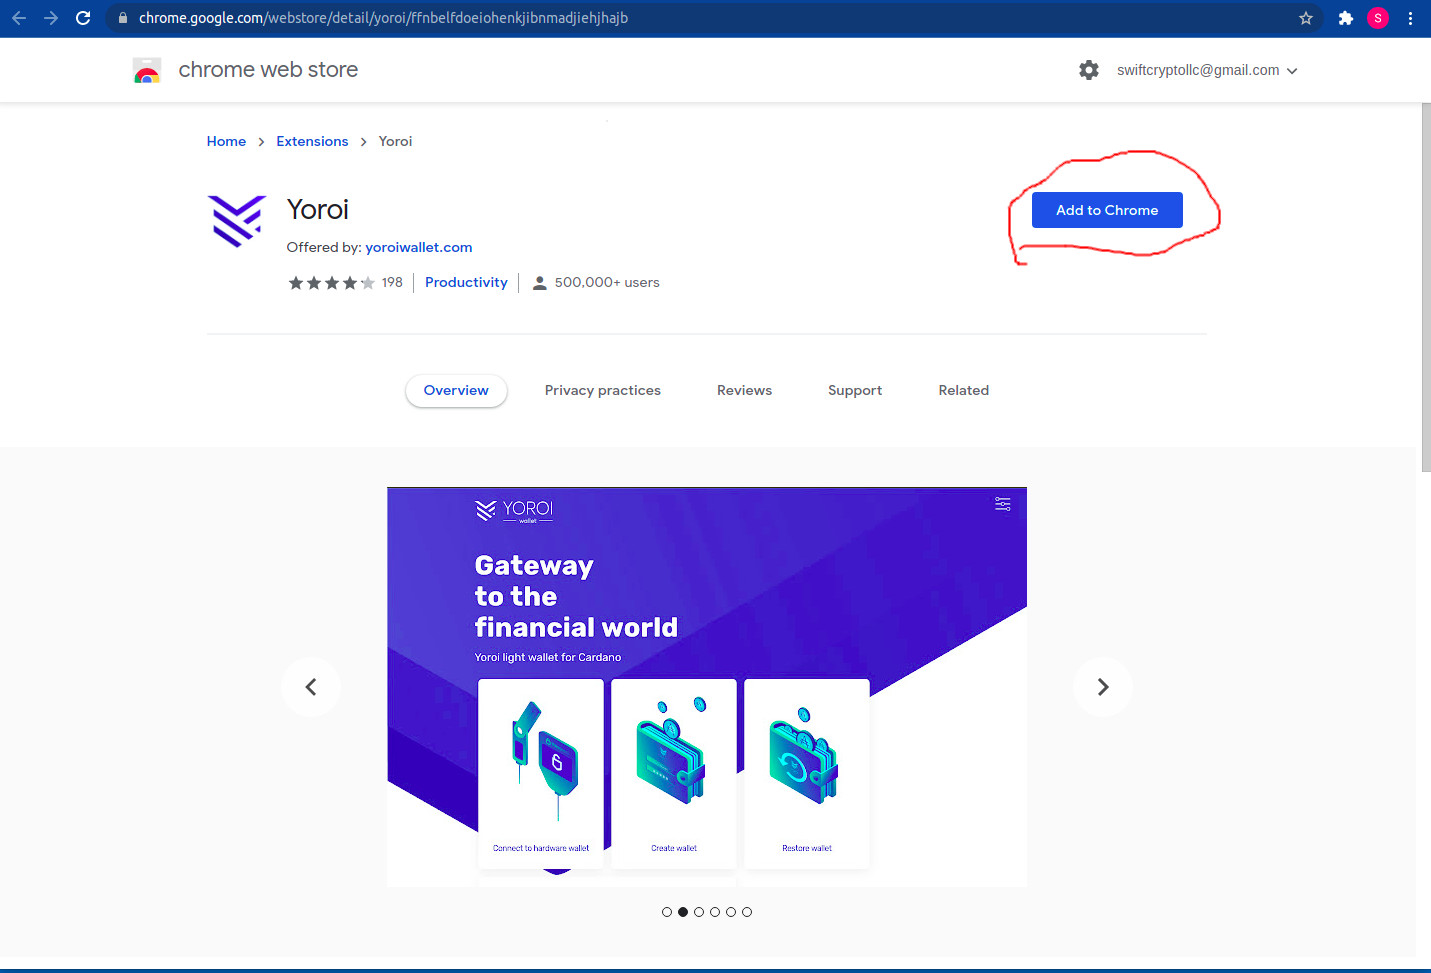 chrome.google.com/webstore/detail/yoroi/ffnbelfdoeiohenkjibnmadjiehjhajb
S
chrome web store
swiftcryptollc@gmail.com
Home > Extensions > Yoroi
Yoroi
Add to Chrome
Offered by: yoroiwallet.com
198 Productivity 500,000+ users
Overview Privacy practices Reviews Support Related
YOROI
wallet
Gateway
to the
financial world
Yoroi light wallet for Cardano
Connect to hardware wallet Create wallet Restore wallet